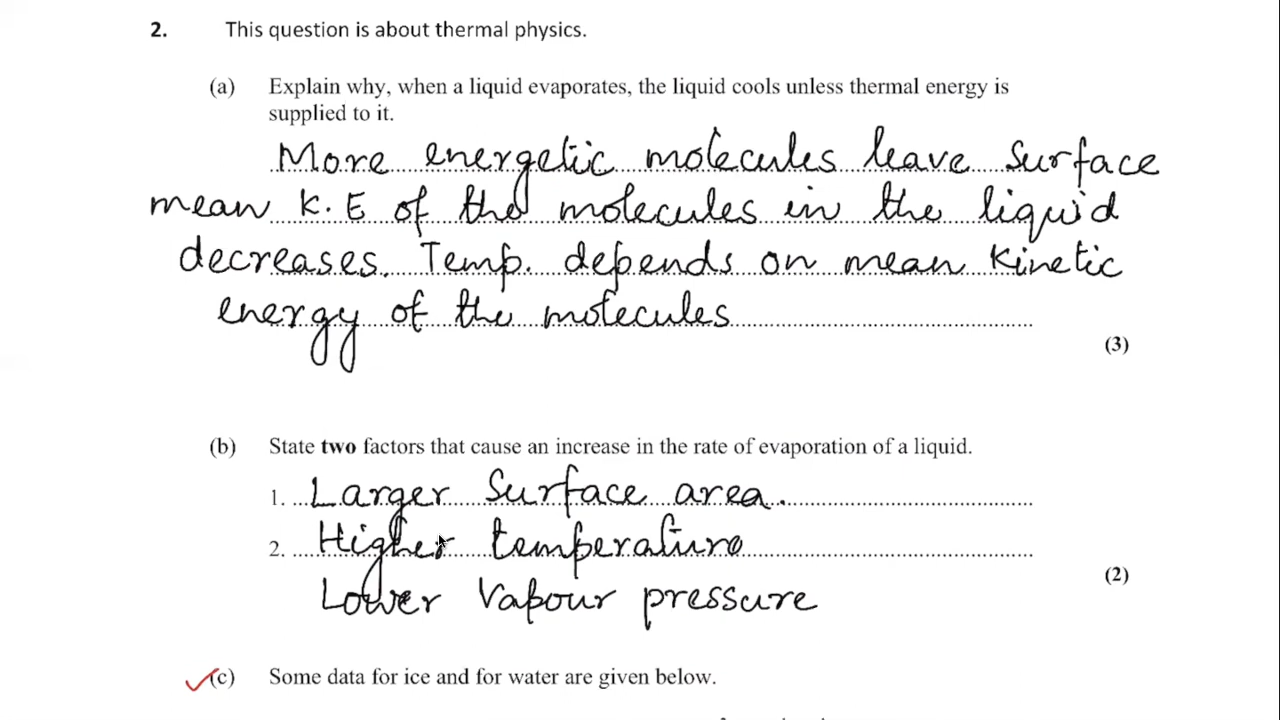 2. This question is about thermal physics.
(a) Explain why, when a liquid evaporates, the liquid cools unless thermal energy is
supplied to it.
More energetic molecules leave surface
mean K.E of the molecules in the liquid
decreases. Temp. depends on mean kinetic
energy of the molecules
(3)
(b) State two factors that cause an increase in the rate of evaporation of a liquid.
1. Larger surface area.
2. Higher temperature
(2)
Lower vapour pressure
(c) Some data for ice and for water are given below.